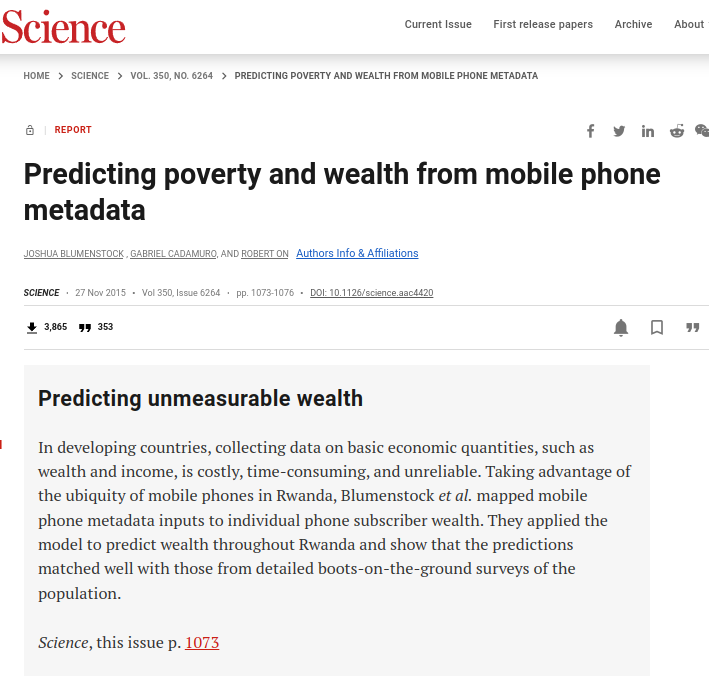 Science
Current Issue First release papers Archive About
HOME > SCIENCE > VOL. 350, NO. 6264 > PREDICTING POVERTY AND WEALTH FROM MOBILE PHONE METADATA
| REPORT
Predicting poverty and wealth from mobile phone
metadata
JOSHUA BLUMENSTOCK , GABRIEL CADAMURO, AND ROBERT ON Authors Info & Affiliations
SCIENCE · 27 Nov 2015 · Vol 350, Issue 6264 · pp. 1073-1076 · DOI: 10.1126/science.aac4420
3,865 353
Predicting unmeasurable wealth
In developing countries, collecting data on basic economic quantities, such as
wealth and income, is costly, time-consuming, and unreliable. Taking advantage of
the ubiquity of mobile phones in Rwanda, Blumenstock et al. mapped mobile
phone metadata inputs to individual phone subscriber wealth. They applied the
model to predict wealth throughout Rwanda and show that the predictions
matched well with those from detailed boots-on-the-ground surveys of the
population.
Science, this issue p. 1073